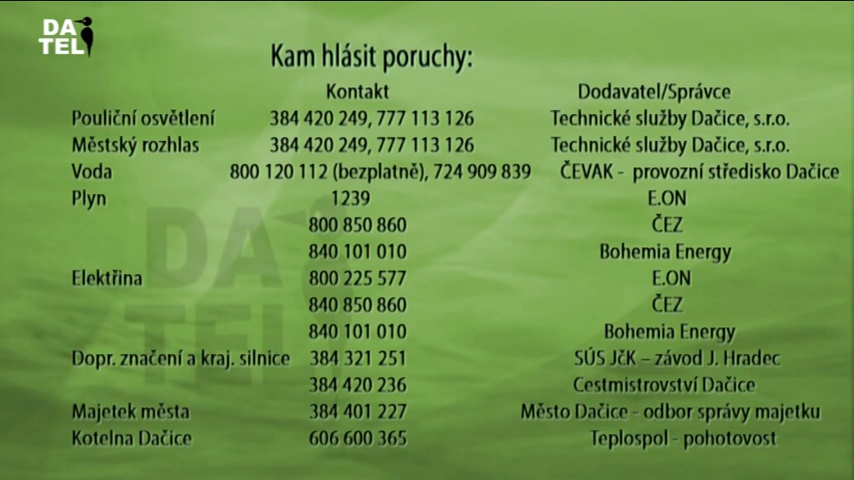 DA
TEL
Kam hlásit poruchy:
Kontakt Dodavatel/Správce
Pouliční osvětlení 384 420 249, 777 113 126 Technické služby Dačice, s.r.o.
Městský rozhlas 384 420 249, 777 113 126 Technické služby Dačice, s.r.o.
Voda 800 120 112 (bezplatně), 724 909 839 ČEVAK - provozní středisko Dačice
Plyn 1239 E.ON
800 850 860 ČEZ
840 101 010 Bohemia Energy
Elektřina 800 225 577 E.ON
840 850 860 ČEZ
840 101 010 Bohemia Energy
Dopr. značení a kraj. silnice 384 321 251 SÚS JčK – závod J. Hradec
384 420 236 Cestmistrovství Dačice
Majetek města 384 401 227 Město Dačice - odbor správy majetku
Kotelna Dačice 606 600 365 Teplospol - pohotovost
DA
TEL